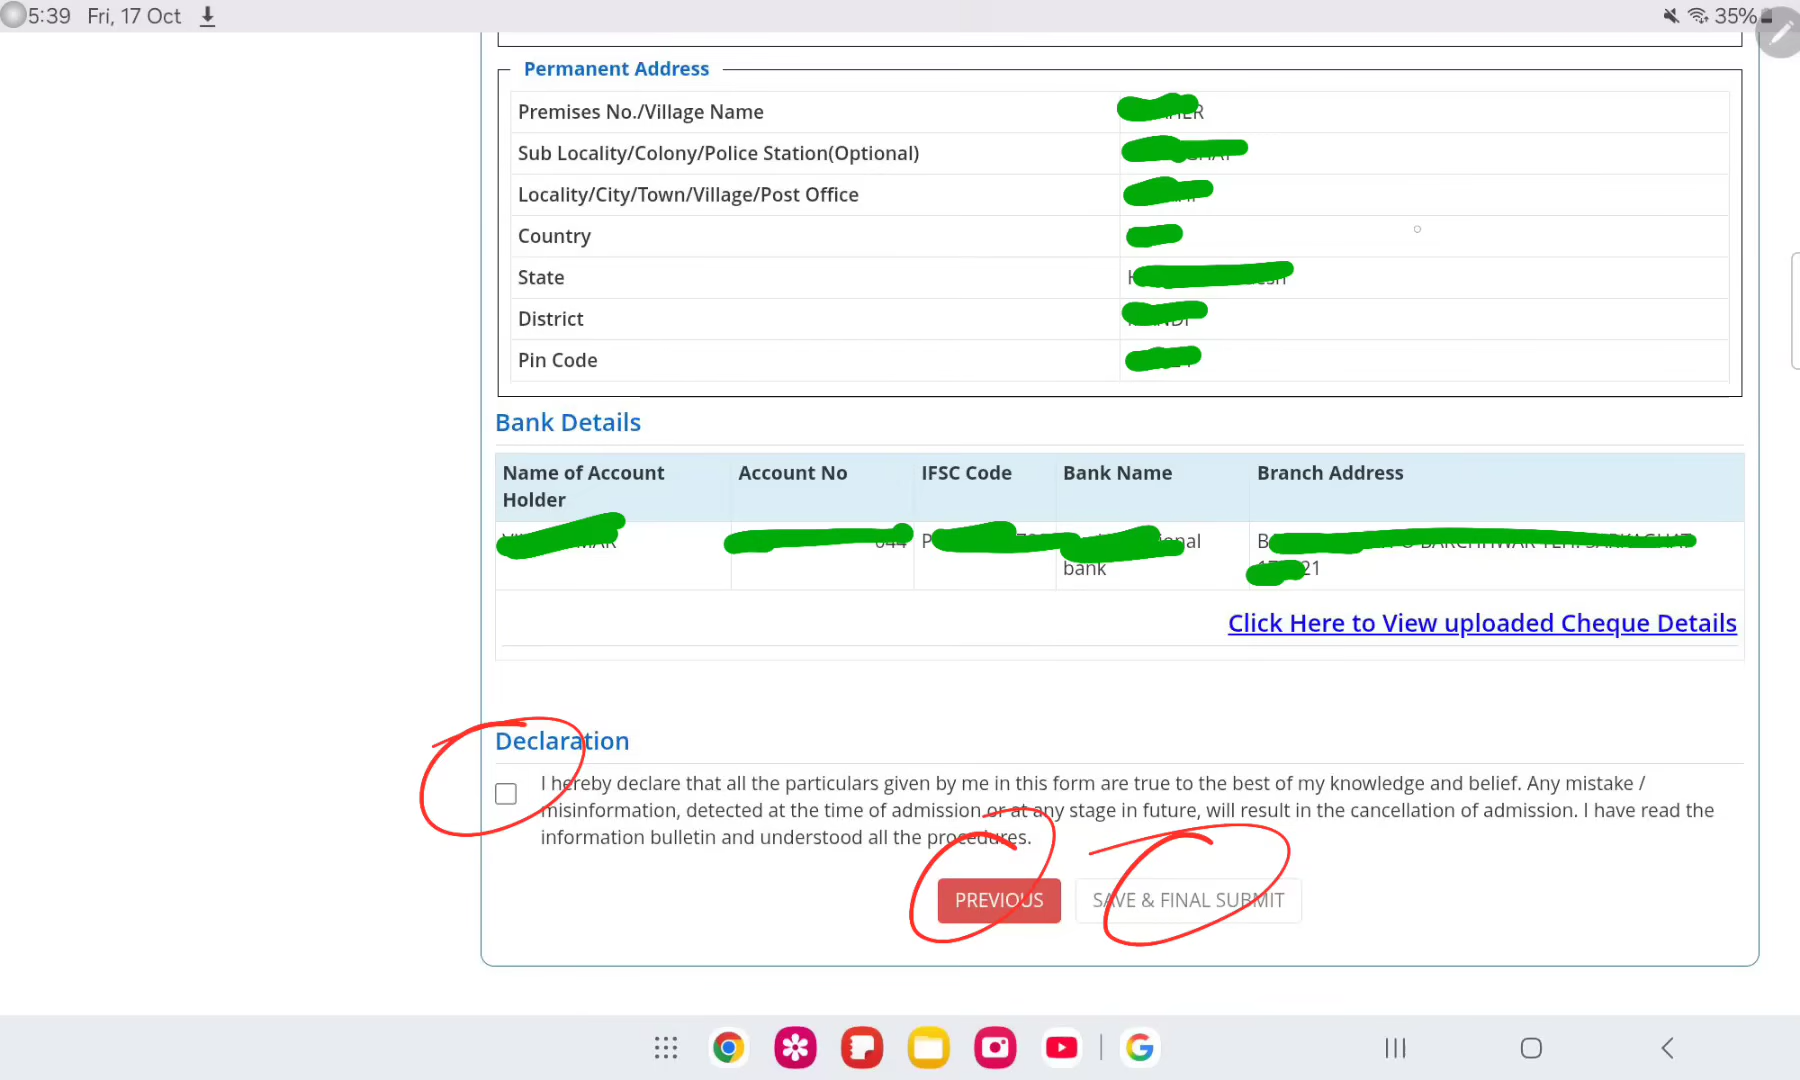 5:39 Fri, 17 Oct 35%
Permanent Address
Premises No./Village Name
Sub Locality/Colony/Police Station(Optional)
Locality/City/Town/Village/Post Office
Country
State
District
Pin Code
Bank Details
Name of Account Holder Account No IFSC Code Bank Name Branch Address
bank
Click Here to View uploaded Cheque Details
Declaration
I hereby declare that all the particulars given by me in this form are true to the best of my knowledge and belief. Any mistake /
misinformation, detected at the time of admission or at any stage in future, will result in the cancellation of admission. I have read the
information bulletin and understood all the procedures.
PREVIOUS SAVE & FINAL SUBMIT